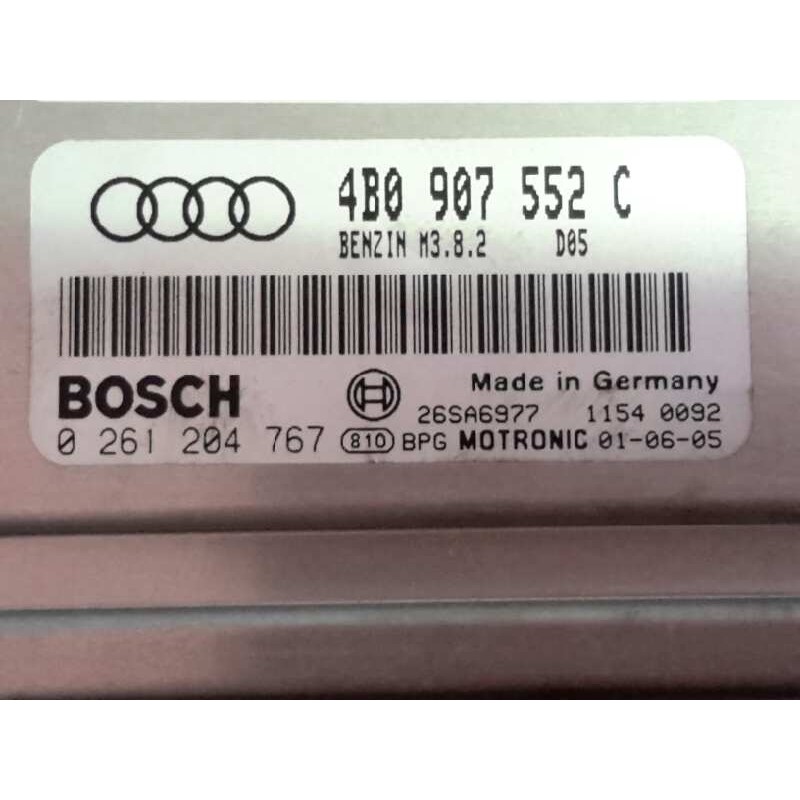 4B0 907 552 C
BENZIN M3.8.2 D05
BOSCH Made in Germany
26SA6977 1154 0092
0 261 204 767 810 BPG MOTRONIC 01-06-05